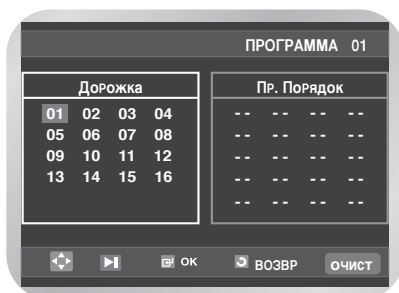 ПРОГРАММА 01
Дорожка Пр. Порядок
01 02 03 04 -- -- -- --
05 06 07 08 -- -- -- --
09 10 11 12 -- -- -- --
13 14 15 16 -- -- -- --
-- -- -- --
ОК ВОЗВР ОЧИСТ